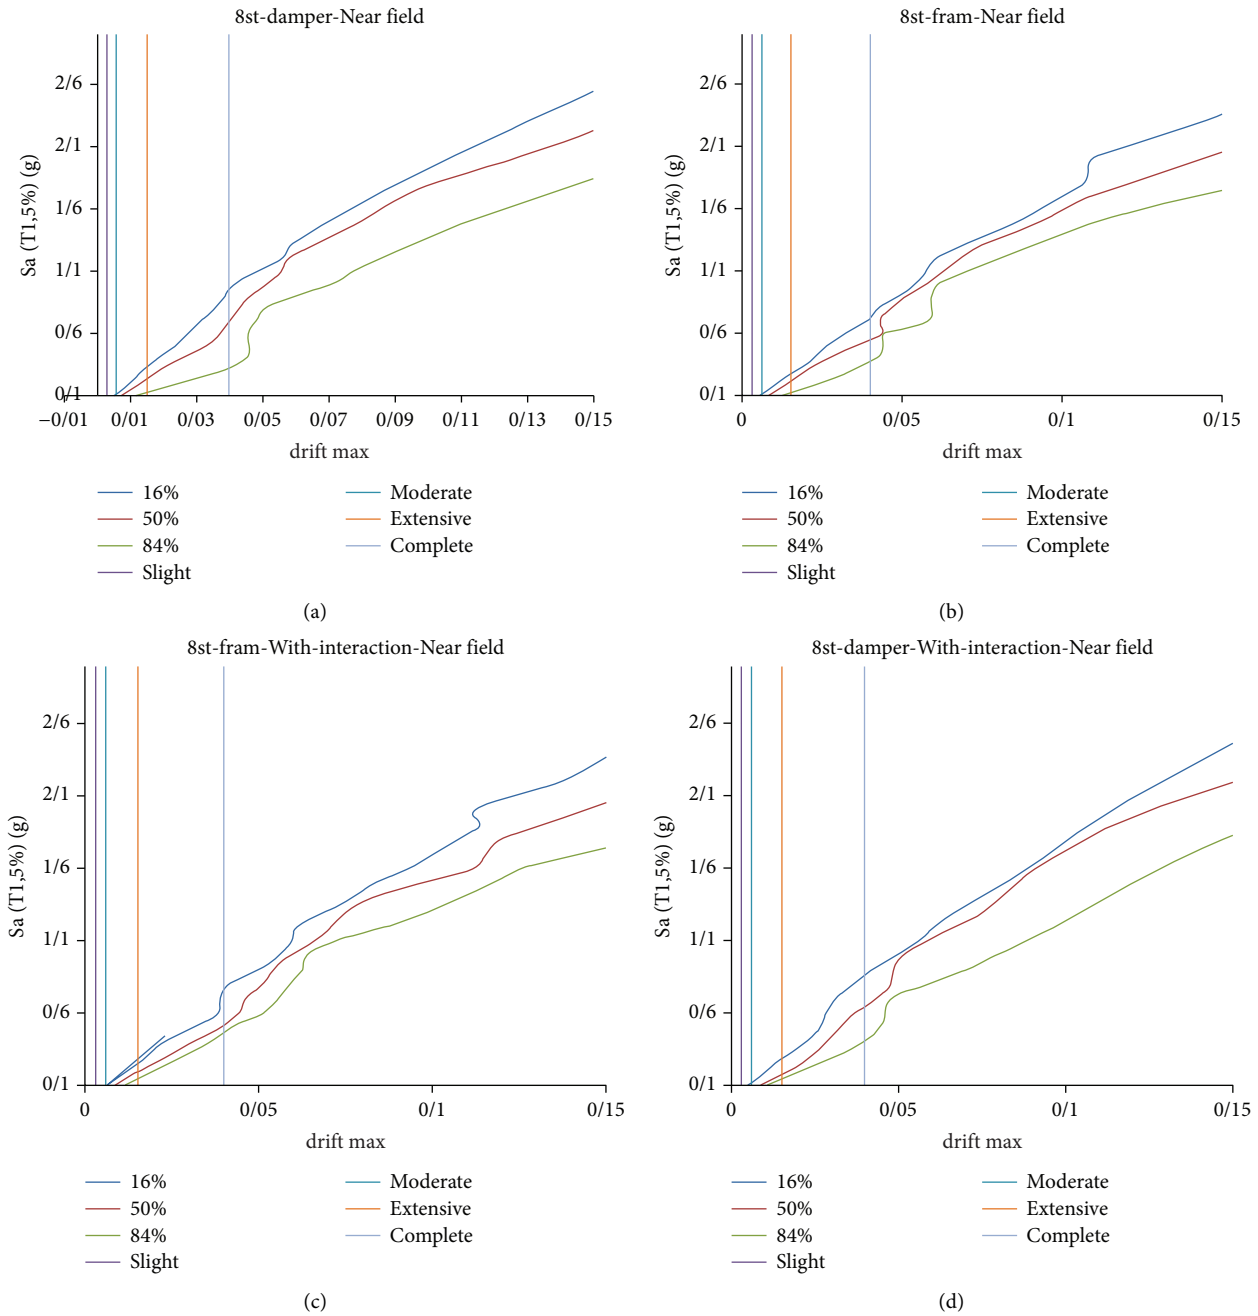 8st-damper-Near field
Sa (T1,5%) (g)
2/6
2/1
1/6
1/1
0/6
0/1
−0/01 0/01 0/03 0/05 0/07 0/09 0/11 0/13 0/15
drift max
16% Moderate
50% Extensive
84% Complete
Slight
(a)
8st-fram-Near field
Sa (T1,5%) (g)
2/6
2/1
1/6
1/1
0/6
0/1
0 0/05 0/1 0/15
drift max
16% Moderate
50% Extensive
84% Complete
Slight
(b)
8st-fram-With-interaction-Near field
Sa (T1,5%) (g)
2/6
2/1
1/6
1/1
0/6
0/1
0 0/05 0/1 0/15
drift max
16% Moderate
50% Extensive
84% Complete
Slight
(c)
8st-damper-With-interaction-Near field
Sa (T1,5%) (g)
2/6
2/1
1/6
1/1
0/6
0/1
0 0/05 0/1 0/15
drift max
16% Moderate
50% Extensive
84% Complete
Slight
(d)